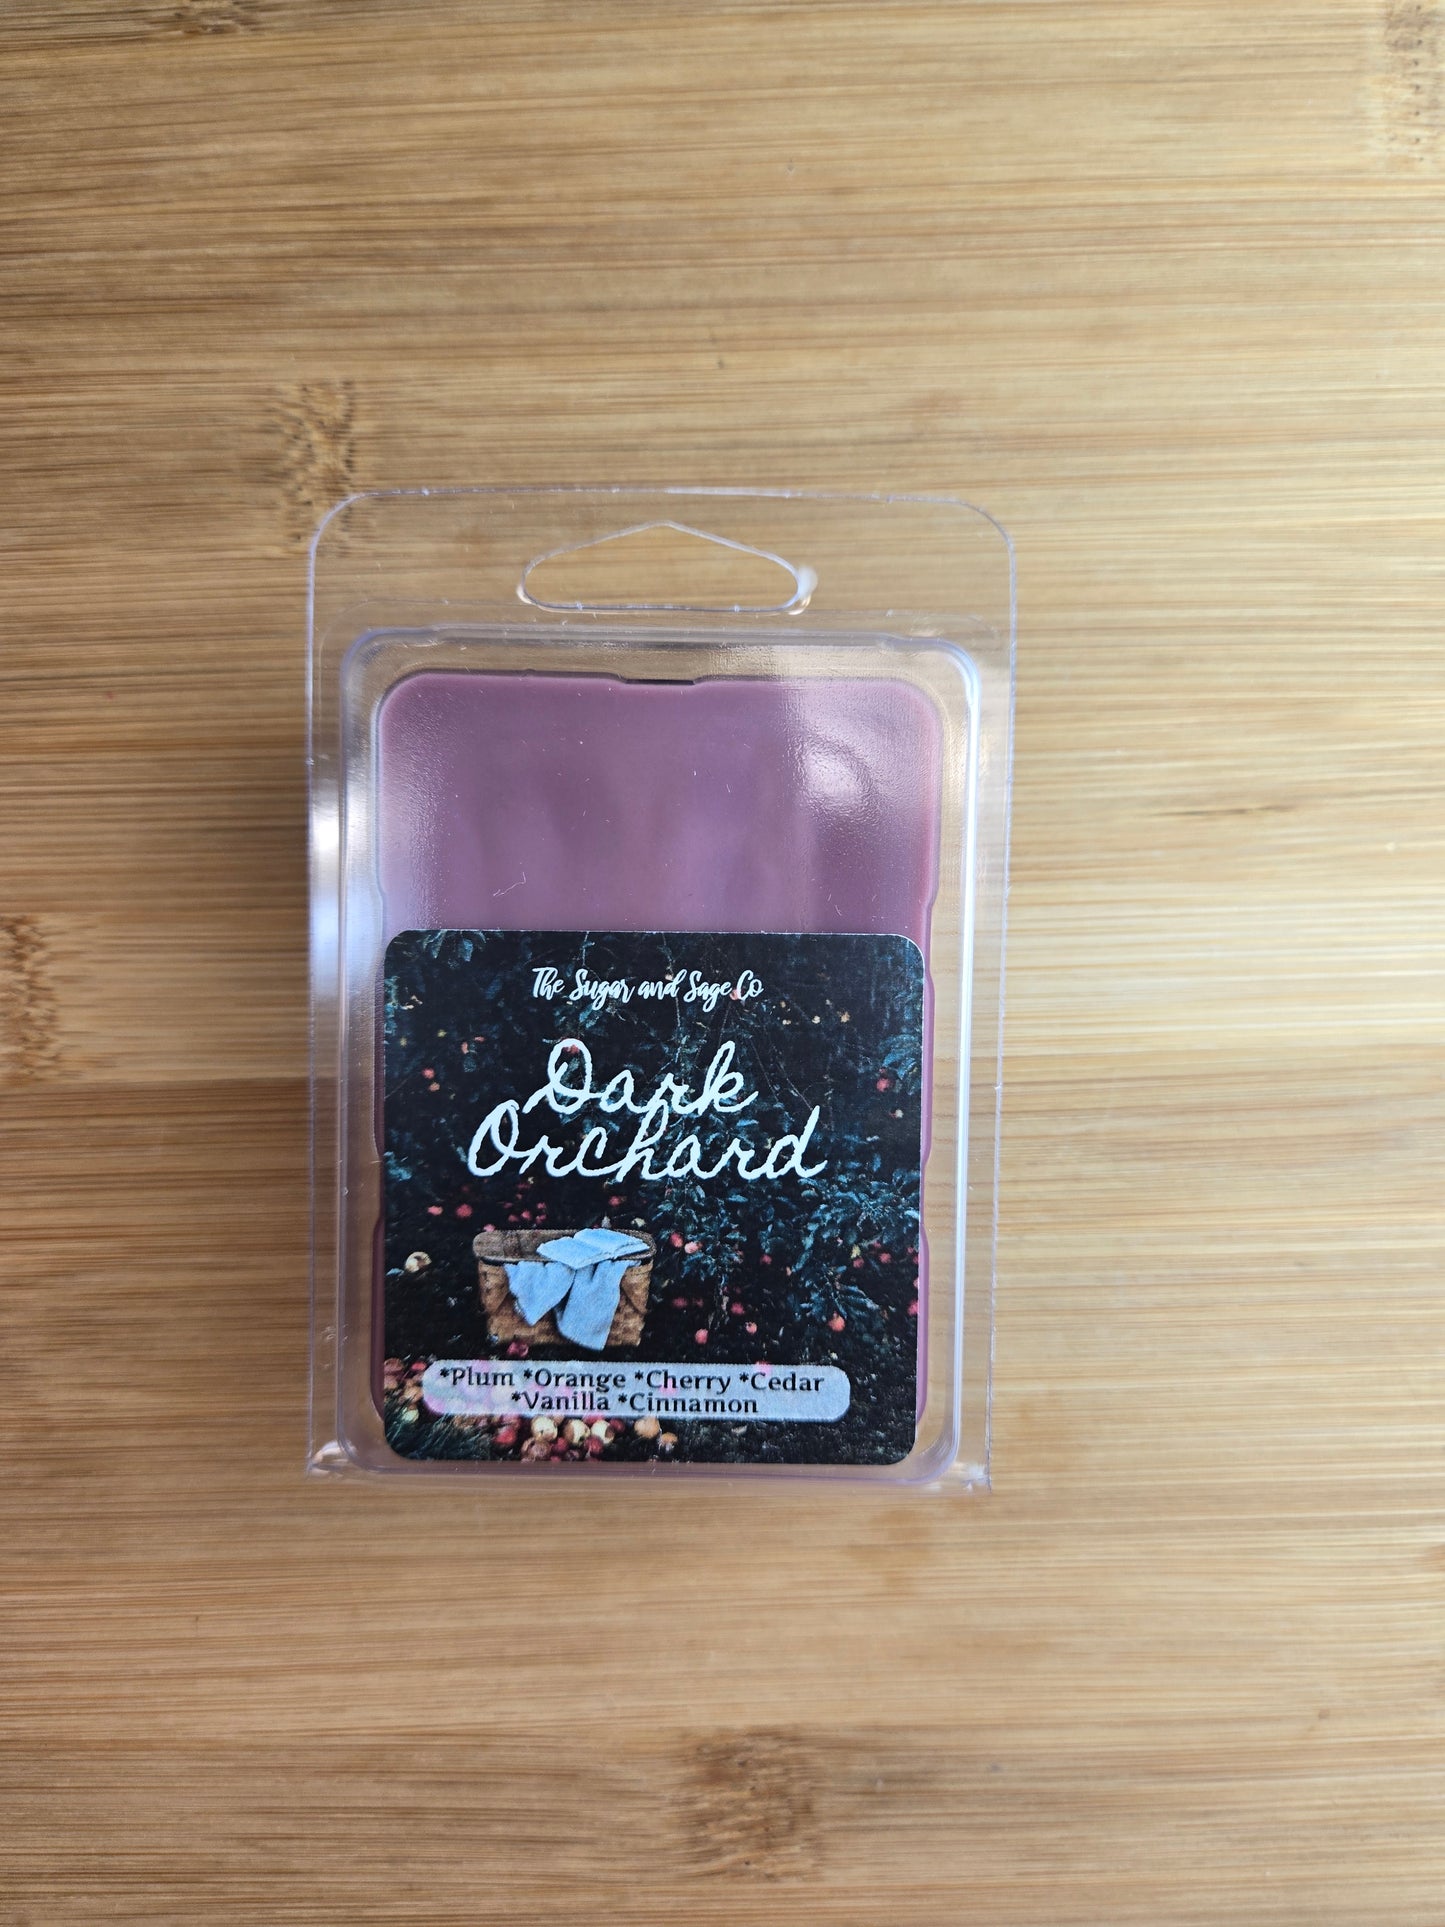 The Sugar and Sage Co
Dark
Orchard
*Plum *Orange *Cherry *Cedar
*Vanilla *Cinnamon